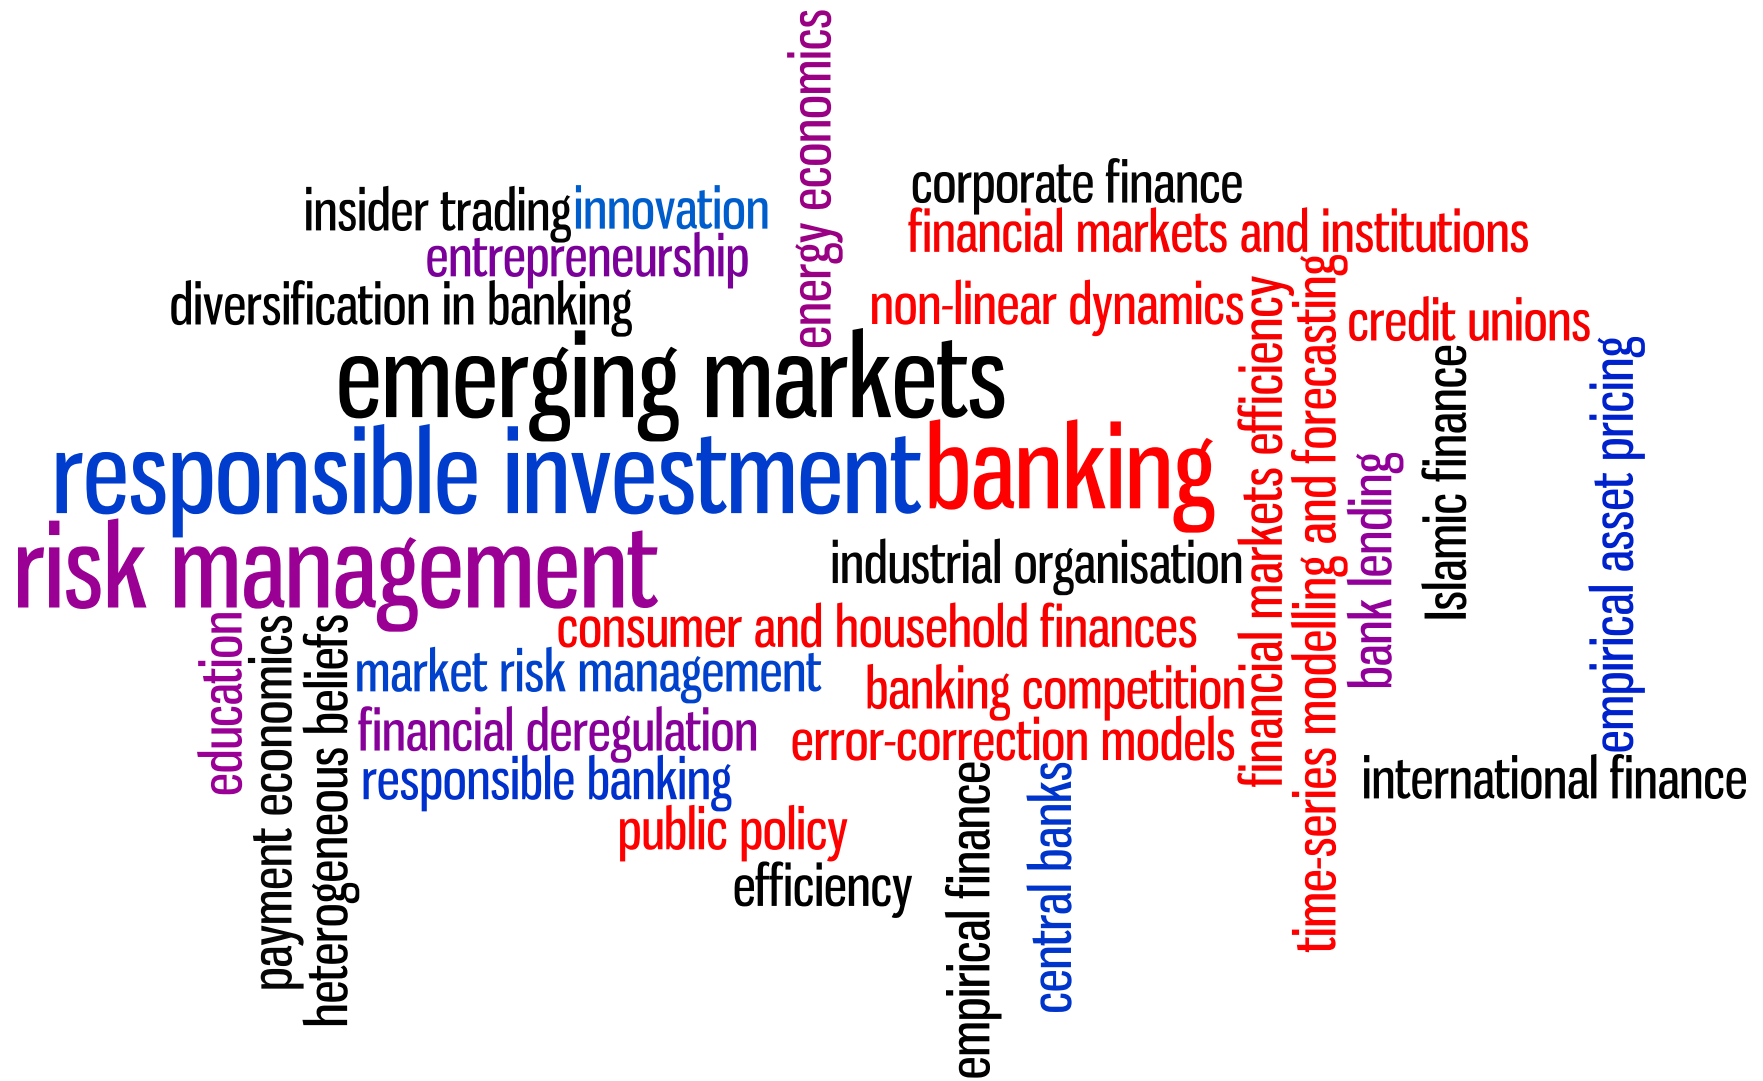 energy economics
corporate finance
insider trading
innovation
financial markets and institutions
entrepreneurship
diversification in banking
non-linear dynamics
credit unions
emerging markets
financial markets efficiency
time-series modelling and forecasting
Islamic finance
empirical asset pricing
responsible investment
banking
bank lending
risk management
industrial organisation
education
payment economics
heterogeneous beliefs
consumer and household finances
market risk management
banking competition
financial deregulation
error-correction models
responsible banking
international finance
public policy
efficiency
empirical finance
central banks